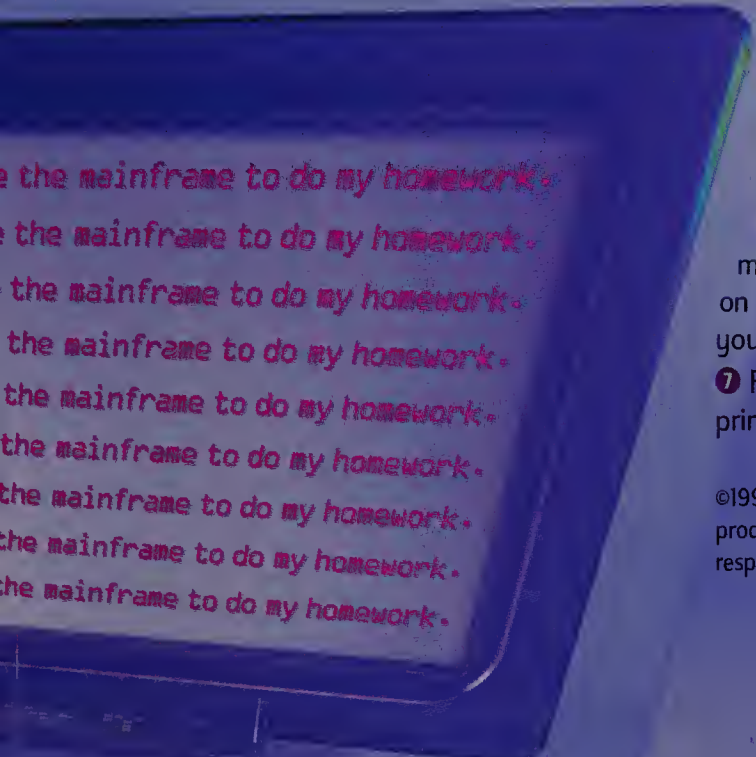 e the mainframe to do my homework.
e the mainframe to do my homework.
the mainframe to do my homework.
the mainframe to do my homework.
the mainframe to do my homework.
the mainframe to do my homework.
the mainframe to do my homework.
the mainframe to do my homework.
the mainframe to do my homework.
m
on
you
7 F
prin
©199
prod
resp